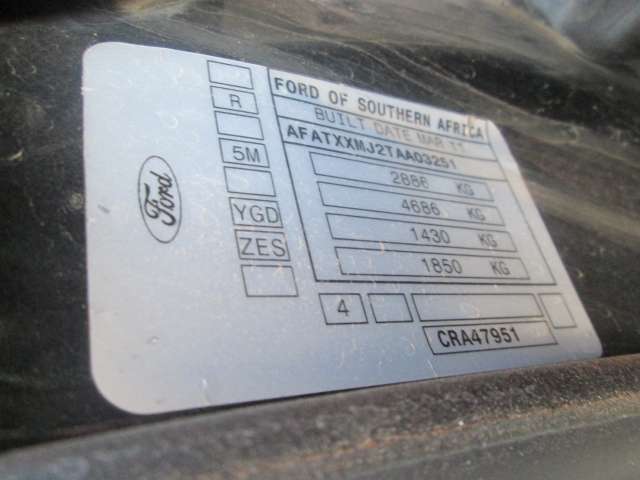 FORD OF SOUTHERN AFRICA
BUILT DATE MAR 11
AFATXXMJ2TAA03251
2886 KG
4686 KG
1430 KG
1850 KG
R
5M
YGD
ZES
Ford
4
CRA47951